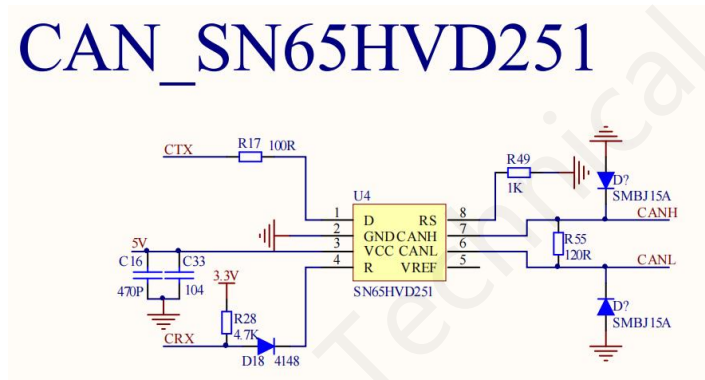 CAN_SN65HVD251
CTX
R17
100R
R49
1K
D?
SMBJ15A
CANH
U4
1
D
RS
8
2
GND
CANH
7
3
VCC
CANL
6
4
R
VREF
5
SN65HVD251
5V
C16
C33
470P
104
3.3V
R28
4.7K
CRX
D18
4148
R55
120R
CANL
D?
SMBJ15A
Technical